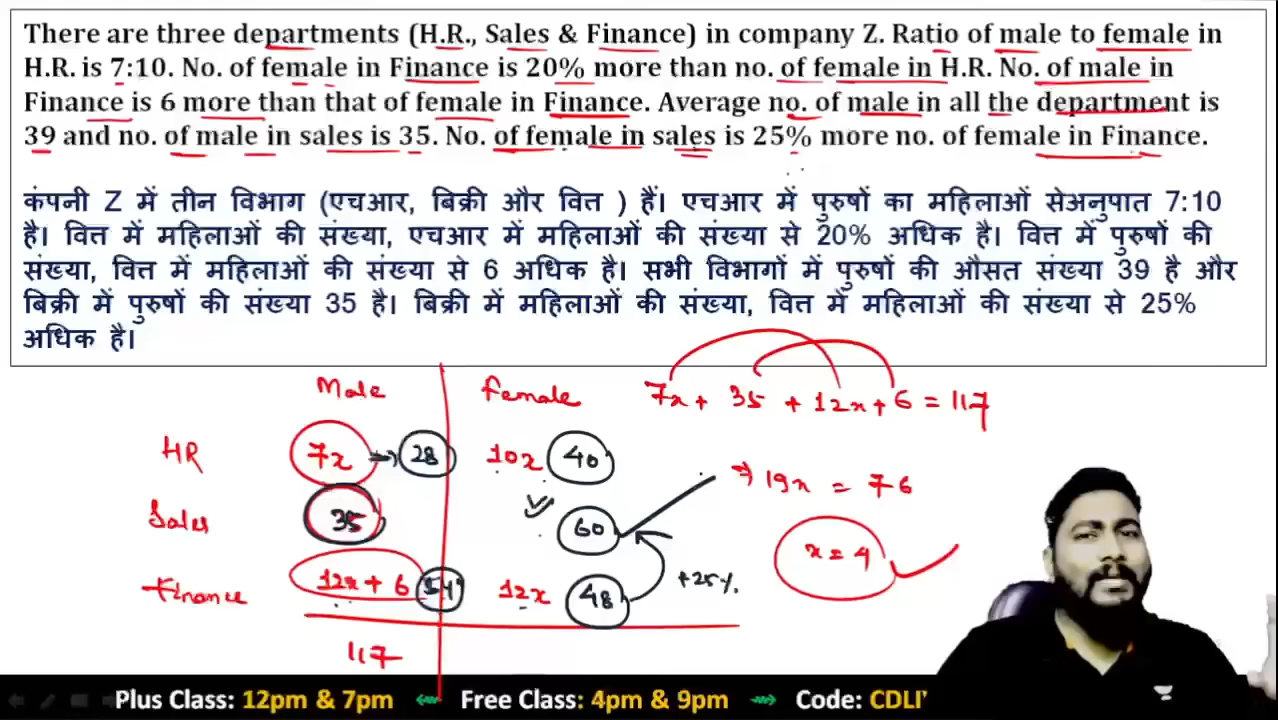 There are three departments (H.R., Sales & Finance) in company Z. Ratio of male to female in
H.R. is 7:10. No. of female in Finance is 20% more than no. of female in H.R. No. of male in
Finance is 6 more than that of female in Finance. Average no. of male in all the department is
39 and no. of male in sales is 35. No. of female in sales is 25% more no. of female in Finance.
कंपनी Z में तीन विभाग (एचआर, बिक्री और वित्त ) हैं। एचआर में पुरुषों का महिलाओं सेअनुपात 7:10
है। वित्त में महिलाओं की संख्या, एचआर में महिलाओं की संख्या से 20% अधिक है। वित्त में पुरुषों की
संख्या, वित्त में महिलाओं की संख्या से 6 अधिक है। सभी विभागों में पुरुषों की औसत संख्या 39 है और
बिक्री में पुरुषों की संख्या 35 है। बिक्री में महिलाओं की संख्या, वित्त में महिलाओं की संख्या से 25%
अधिक है।
Male Female 7x + 35 + 12x + 6 = 117
HR 7x → 28 10x 40
⇒ 19x = 76
Sales 35 60
x = 4
Finance 12x + 6 54 12x 48 +25%
117
Plus Class: 12pm & 7pm Free Class: 4pm & 9pm Code: CDLI